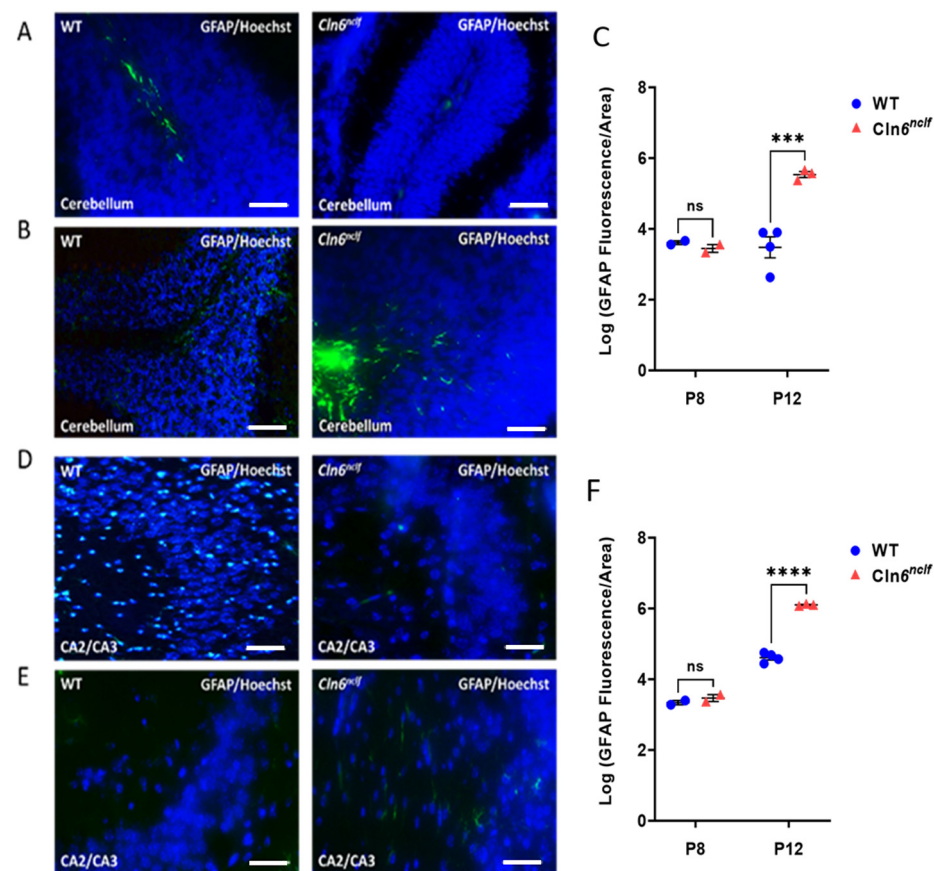 A
WT
GFAP/Hoechst
Cerebellum
Cln6nclf
GFAP/Hoechst
Cerebellum
B
WT
GFAP/Hoechst
Cerebellum
Cln6nclf
GFAP/Hoechst
Cerebellum
C
Log (GFAP Fluorescence/Area)
8
6
4
2
0
ns
***
P8
P12
WT
Cln6nclf
D
WT
GFAP/Hoechst
CA2/CA3
Cln6nclf
GFAP/Hoechst
CA2/CA3
E
WT
GFAP/Hoechst
CA2/CA3
Cln6nclf
GFAP/Hoechst
CA2/CA3
F
Log (GFAP Fluorescence/Area)
8
6
4
2
0
ns
****
P8
P12
WT
Cln6nclf